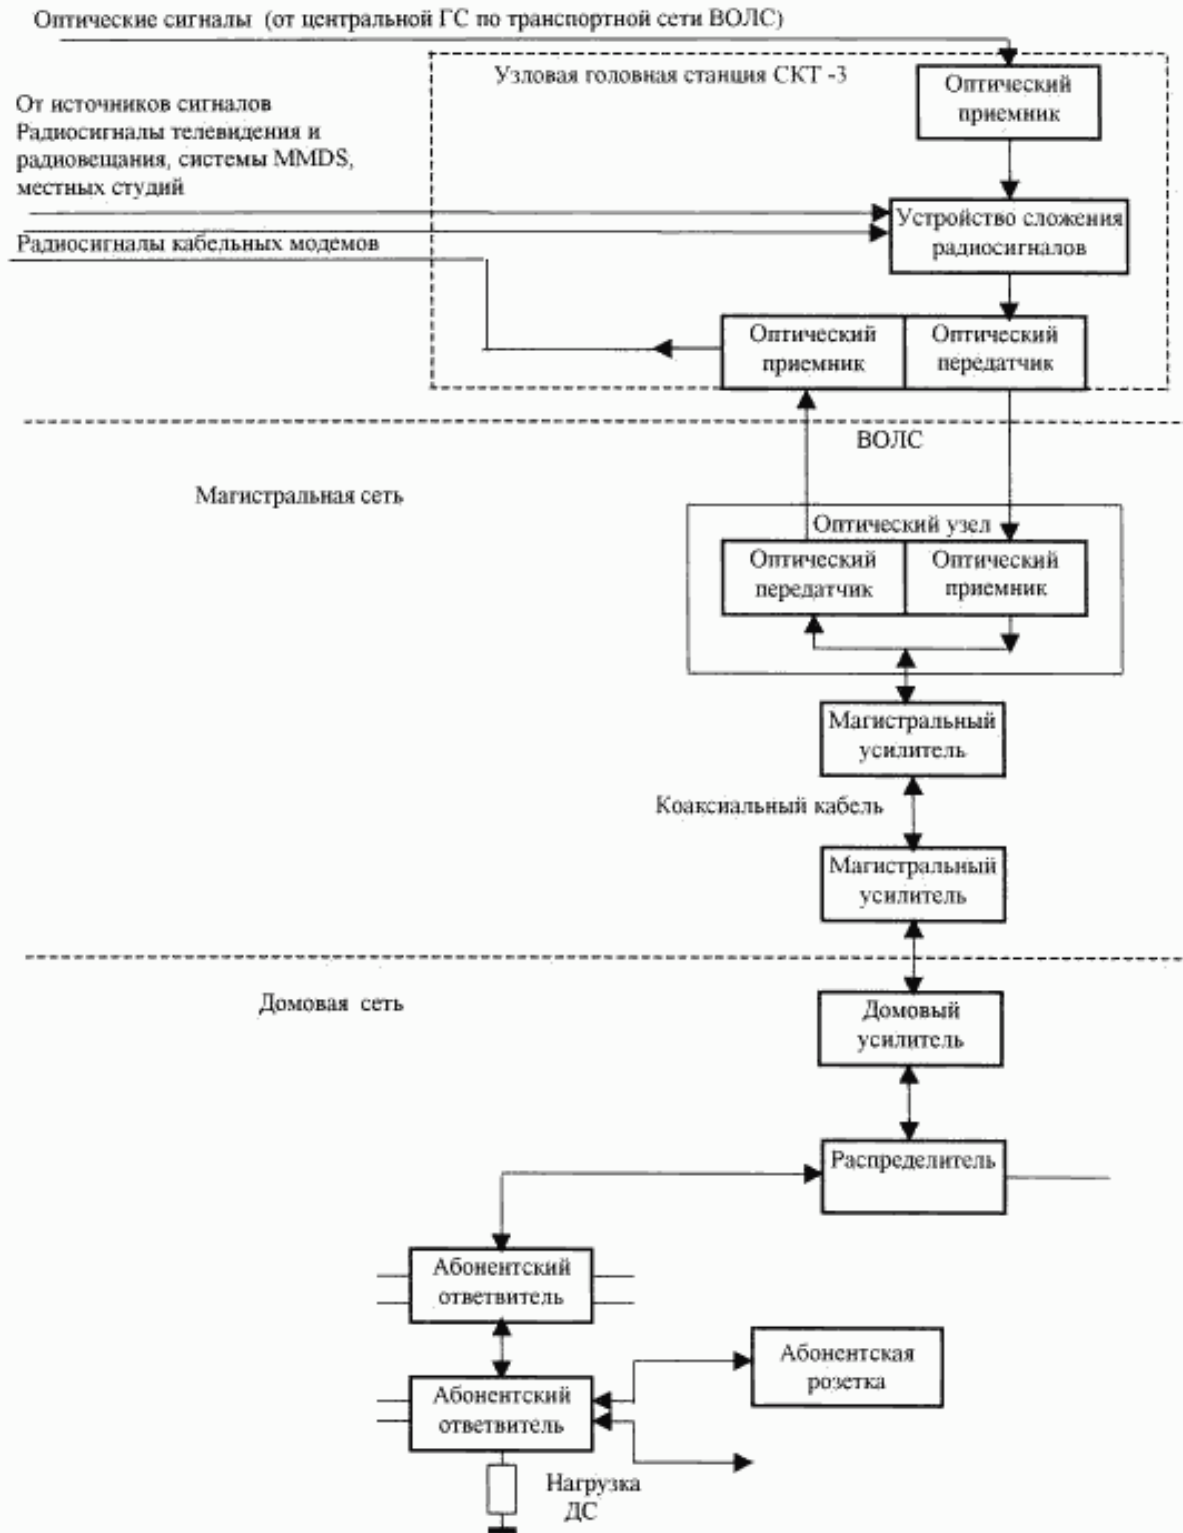 Оптические сигналы (от центральной ГС по транспортной сети ВОЛС)
Узловая головная станция СКТ -3
Оптический
приемник
От источников сигналов
Радиосигналы телевидения и
радиовещания, системы MMDS,
местных студий
Устройство сложения
радиосигналов
Радиосигналы кабельных модемов
Оптический
приемник
Оптический
передатчик
ВОЛС
Магистральная сеть
Оптический узел
Оптический
передатчик
Оптический
приемник
Магистральный
усилитель
Коаксиальный кабель
Магистральный
усилитель
Домовая сеть
Домовый
усилитель
Распределитель
Абонентский
ответвитель
Абонентская
розетка
Абонентский
ответвитель
Нагрузка
ДС